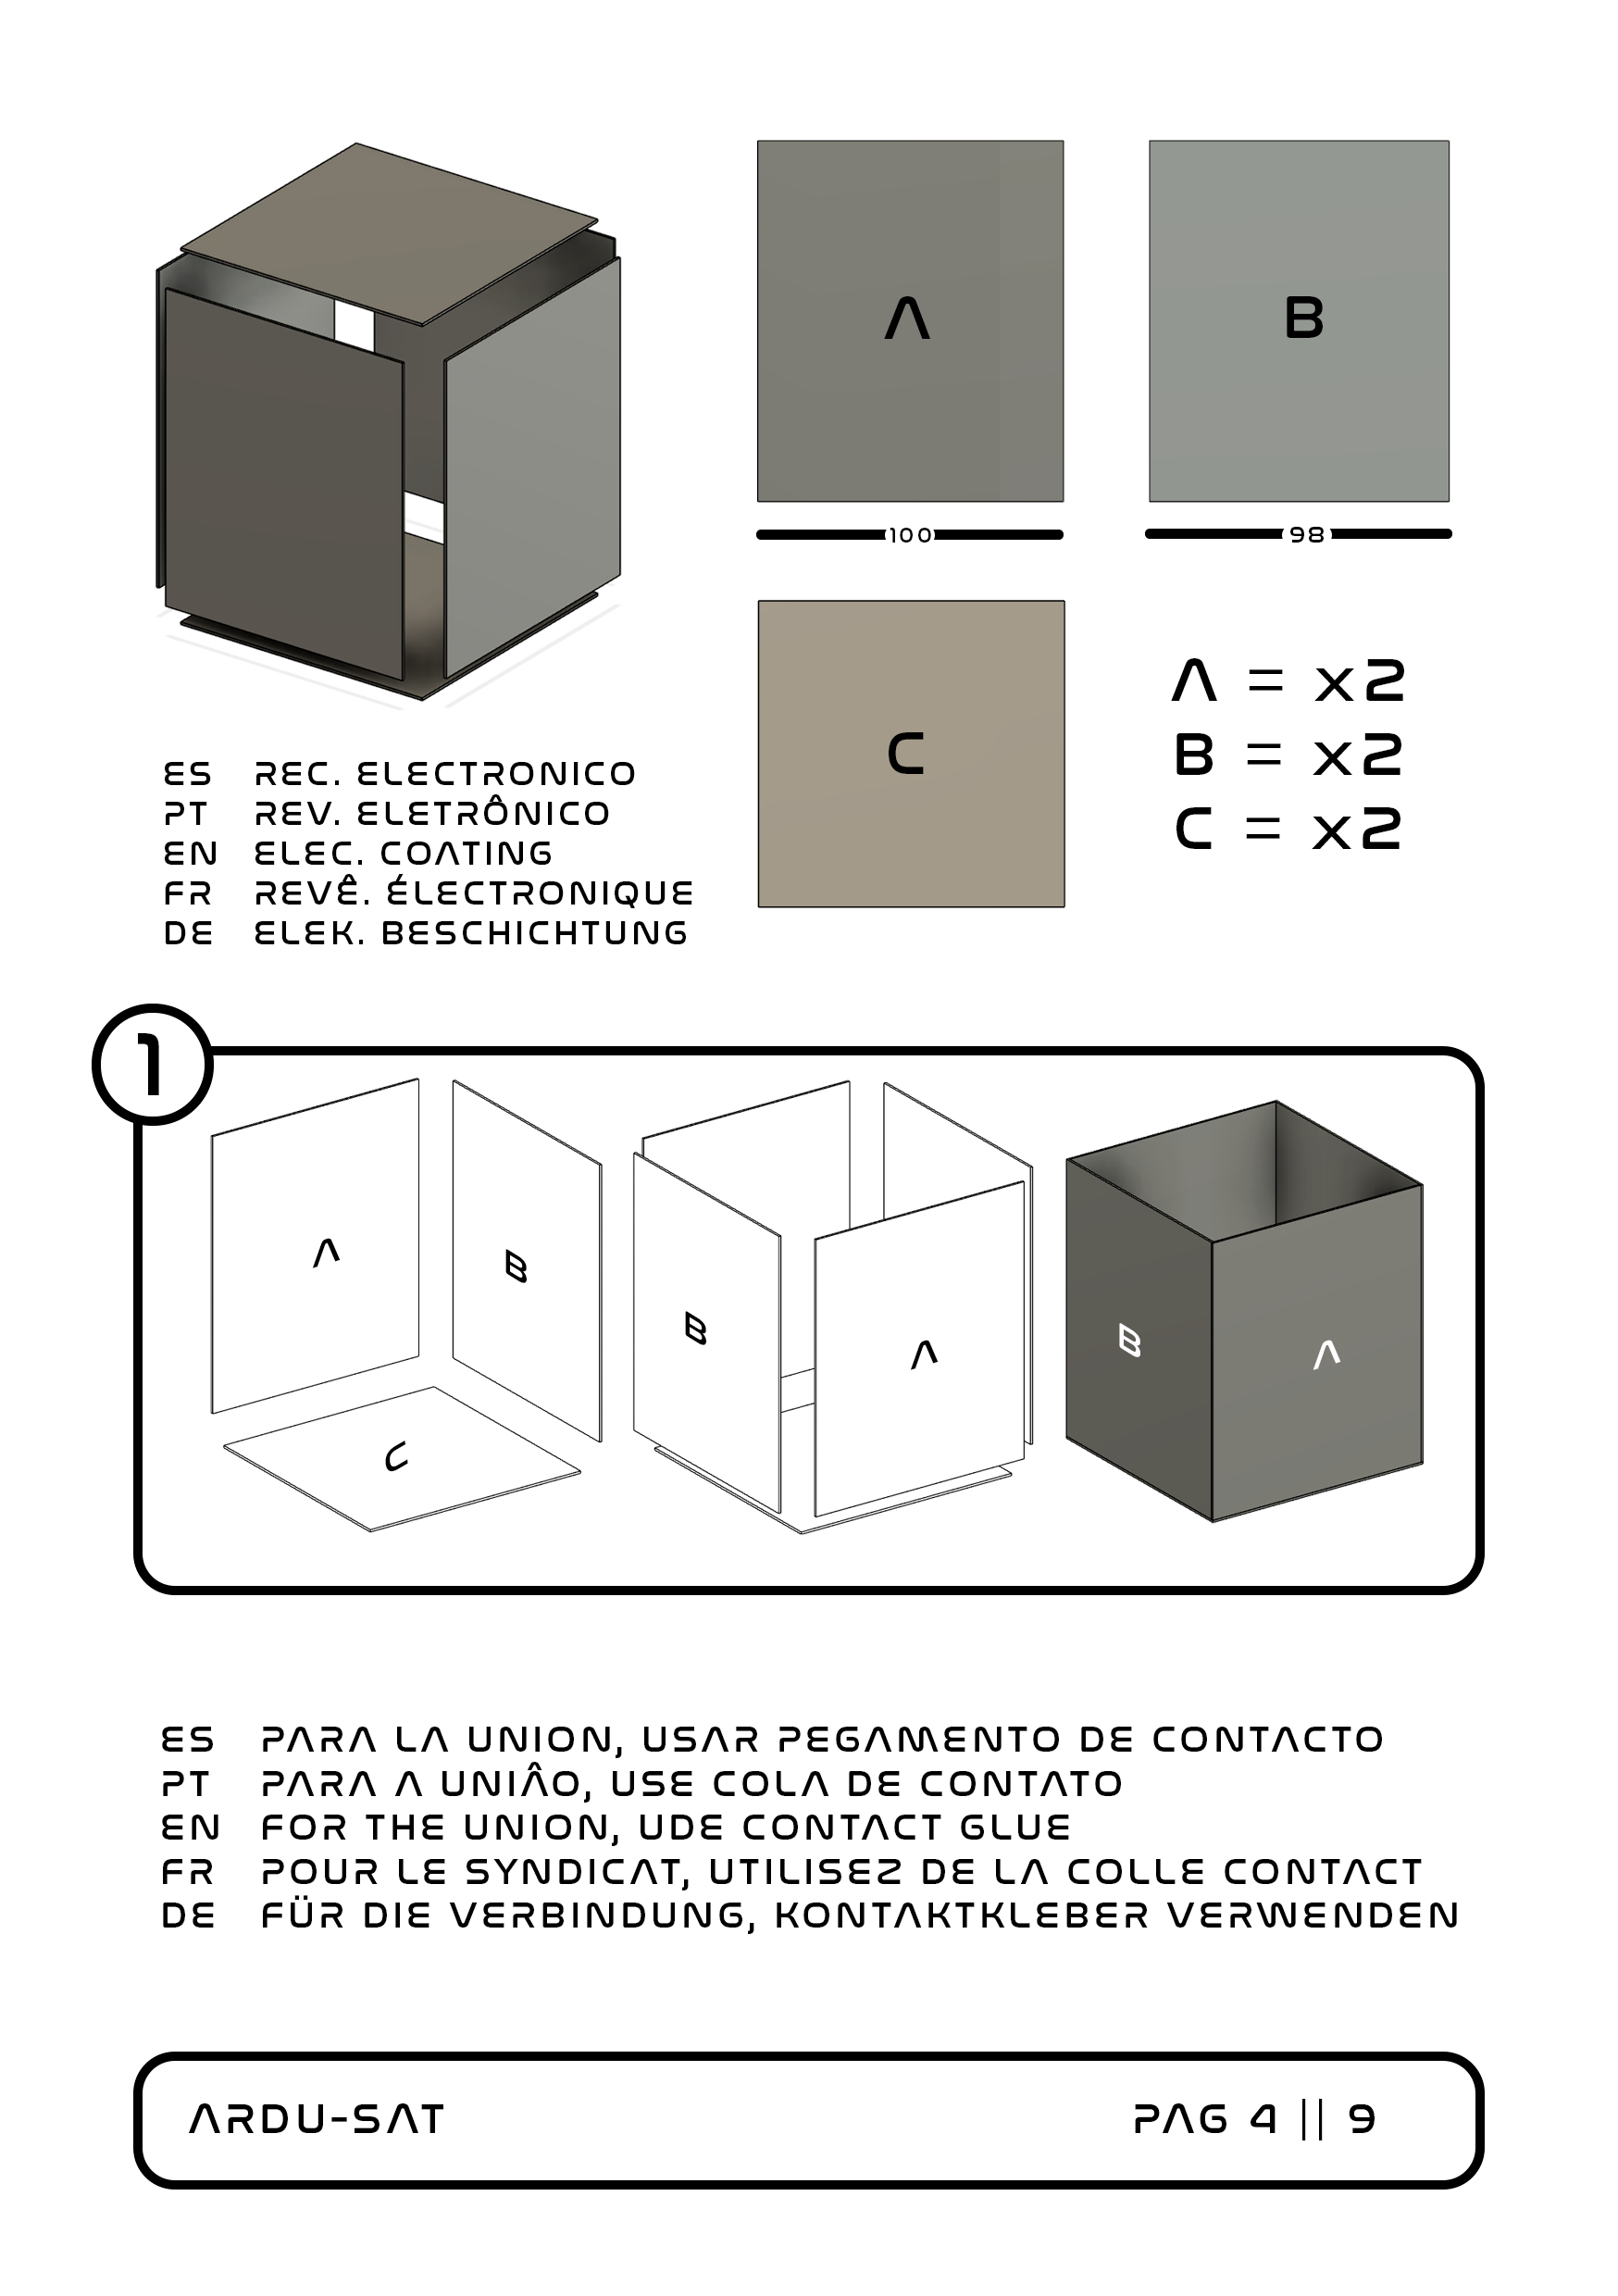 A
B
100
98
C
A = x2
B = x2
C = x2
ES REC. ELECTRONICO
PT REV. ELETRÔNICO
EN ELEC. COATING
FR REVÊ. ÉLECTRONIQUE
DE ELEK. BESCHICHTUNG
1
A
B
C
B
A
B
A
ES PARA LA UNION, USAR PEGAMENTO DE CONTACTO
PT PARA A UNIÂO, USE COLA DE CONTATO
EN FOR THE UNION, UDE CONTACT GLUE
FR POUR LE SYNDICAT, UTILISEZ DE LA COLLE CONTACT
DE FÜR DIE VERBINDUNG, KONTAKTKLEBER VERWENDEN
ARDU-SAT
PAG 4 || 9